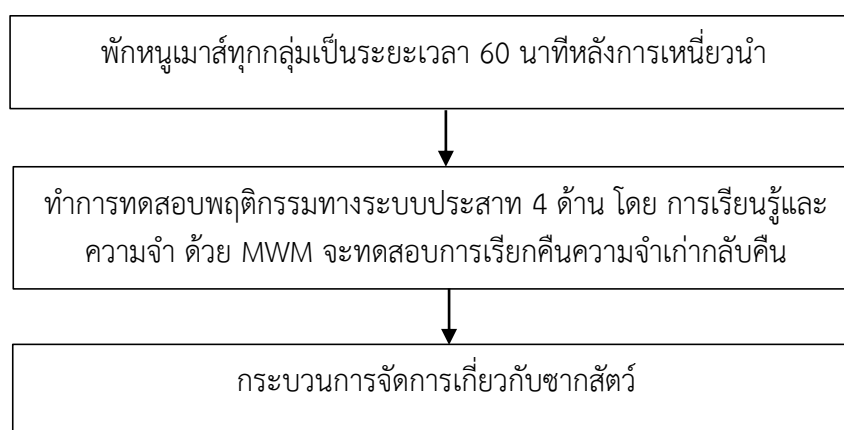 พักหนูเมาส์ทุกกลุ่มเป็นระยะเวลา 60 นาทีหลังการเหนี่ยวนำ
ทำการทดสอบพฤติกรรมทางระบบประสาท 4 ด้าน โดย การเรียนรู้และ
ความจำ ด้วย MWM จะทดสอบการเรียกคืนความจำเก่ากลับคืน
กระบวนการจัดการเกี่ยวกับซากสัตว์